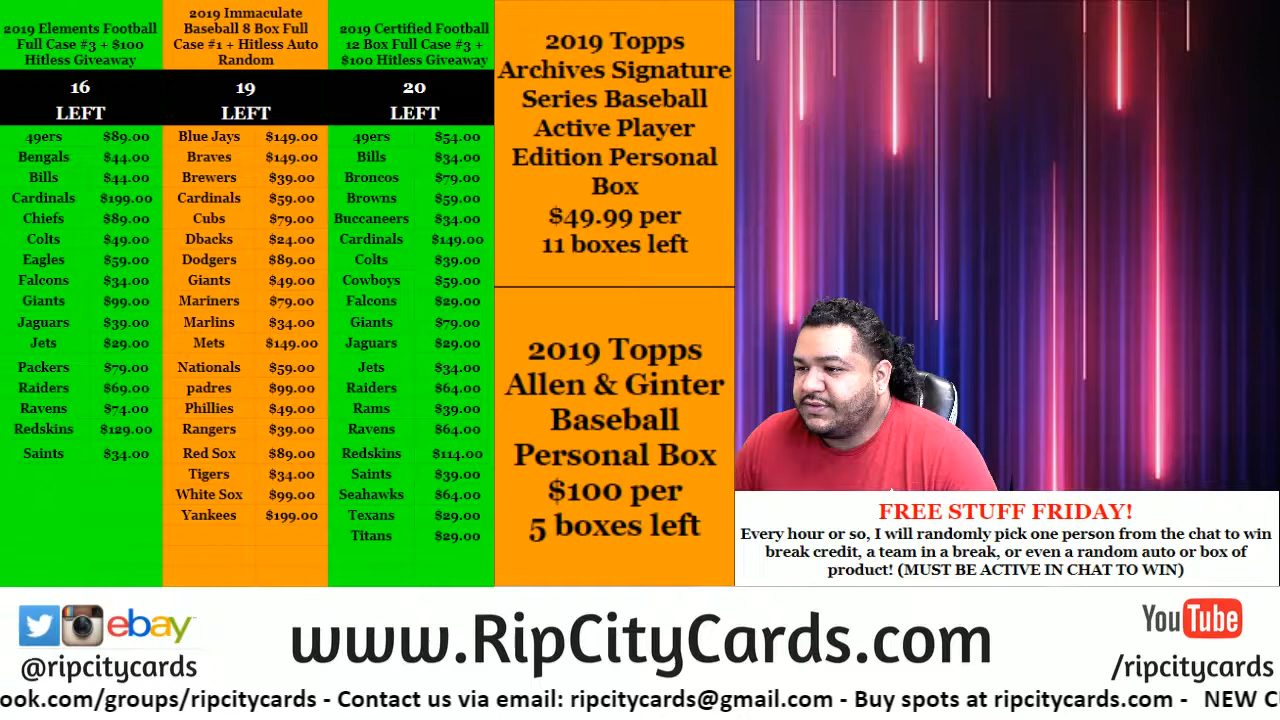 2019 Elements Football
Full Case #3 + $100
Hitless Giveaway
16
LEFT
49ers $89.00
Bengals $44.00
Bills $44.00
Cardinals $199.00
Chiefs $89.00
Colts $49.00
Eagles $59.00
Falcons $34.00
Giants $99.00
Jaguars $39.00
Jets $29.00
Packers $79.00
Raiders $69.00
Ravens $74.00
Redskins $129.00
Saints $34.00
2019 Immaculate
Baseball 8 Box Full
Case #1 + Hitless Auto
Random
19
LEFT
Blue Jays $149.00
Braves $149.00
Brewers $39.00
Cardinals $59.00
Cubs $79.00
Dbacks $24.00
Dodgers $89.00
Giants $49.00
Mariners $79.00
Marlins $34.00
Mets $149.00
Nationals $59.00
padres $99.00
Phillies $49.00
Rangers $39.00
Red Sox $89.00
Tigers $34.00
White Sox $99.00
Yankees $199.00
2019 Certified Football
12 Box Full Case #3 +
$100 Hitless Giveaway
20
LEFT
49ers $54.00
Bills $34.00
Broncos $79.00
Browns $59.00
Buccaneers $34.00
Cardinals $149.00
Colts $39.00
Cowboys $59.00
Falcons $29.00
Giants $79.00
Jaguars $29.00
Jets $34.00
Raiders $64.00
Rams $39.00
Ravens $64.00
Redskins $114.00
Saints $39.00
Seahawks $64.00
Texans $29.00
Titans $29.00
2019 Topps
Archives Signature
Series Baseball
Active Player
Edition Personal
Box
$49.99 per
11 boxes left
2019 Topps
Allen & Ginter
Baseball
Personal Box
$100 per
5 boxes left
FREE STUFF FRIDAY!
Every hour or so, I will randomly pick one person from the chat to win
break credit, a team in a break, or even a random auto or box of
product! (MUST BE ACTIVE IN CHAT TO WIN)
ebay
@ripcitycards
www.RipCityCards.com
YouTube
/ripcitycards
ook.com/groups/ripcitycards - Contact us via email: ripcitycards@gmail.com - Buy spots at ripcitycards.com - NEW C